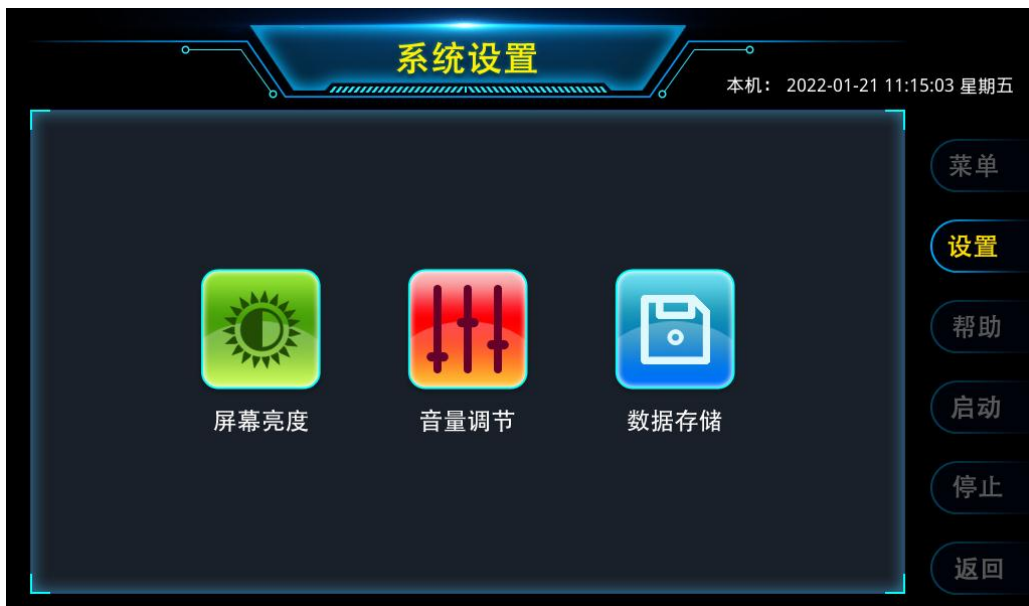 系统设置
本机： 2022-01-21 11:15:03 星期五
菜单
设置
帮助
启动
停止
返回
屏幕亮度
音量调节
数据存储